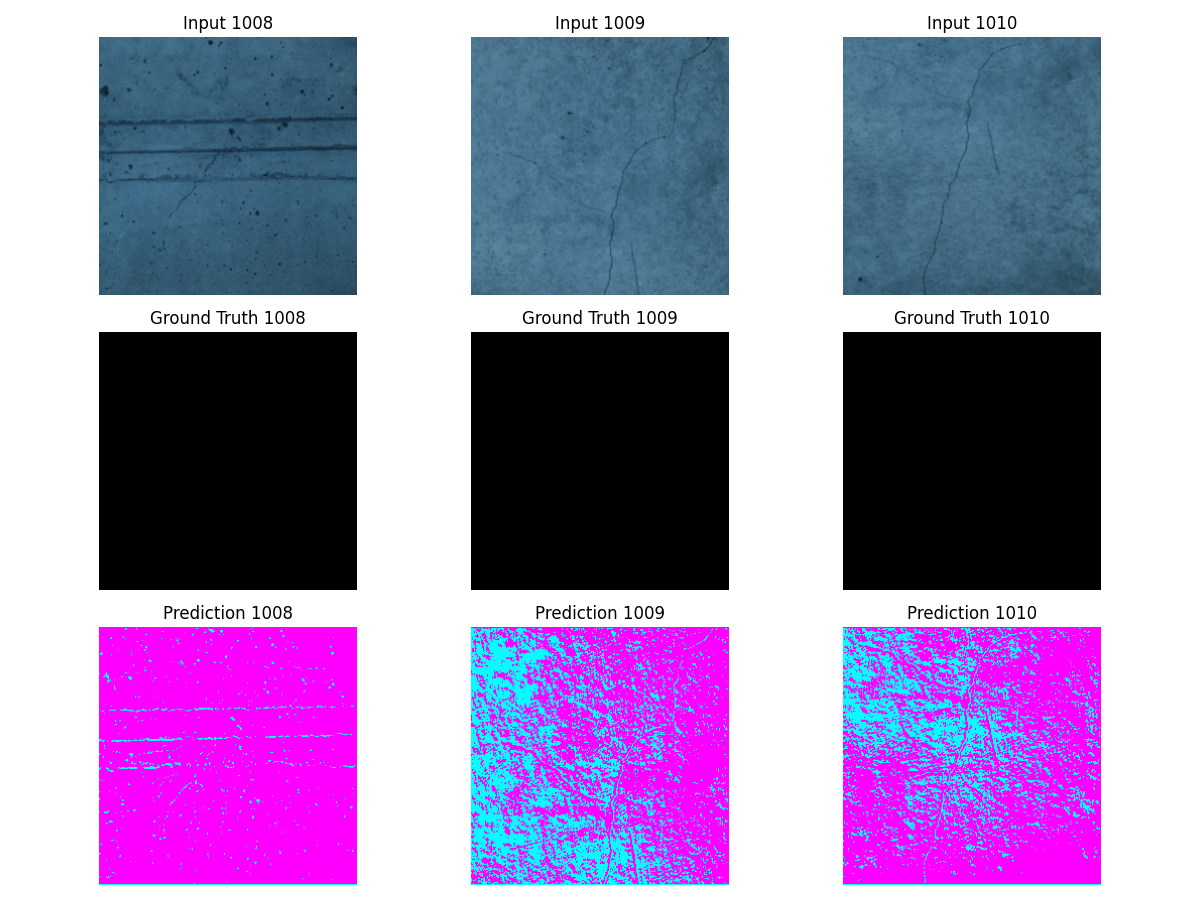 Input 1008
Input 1009
Input 1010
Ground Truth 1008
Ground Truth 1009
Ground Truth 1010
Prediction 1008
Prediction 1009
Prediction 1010